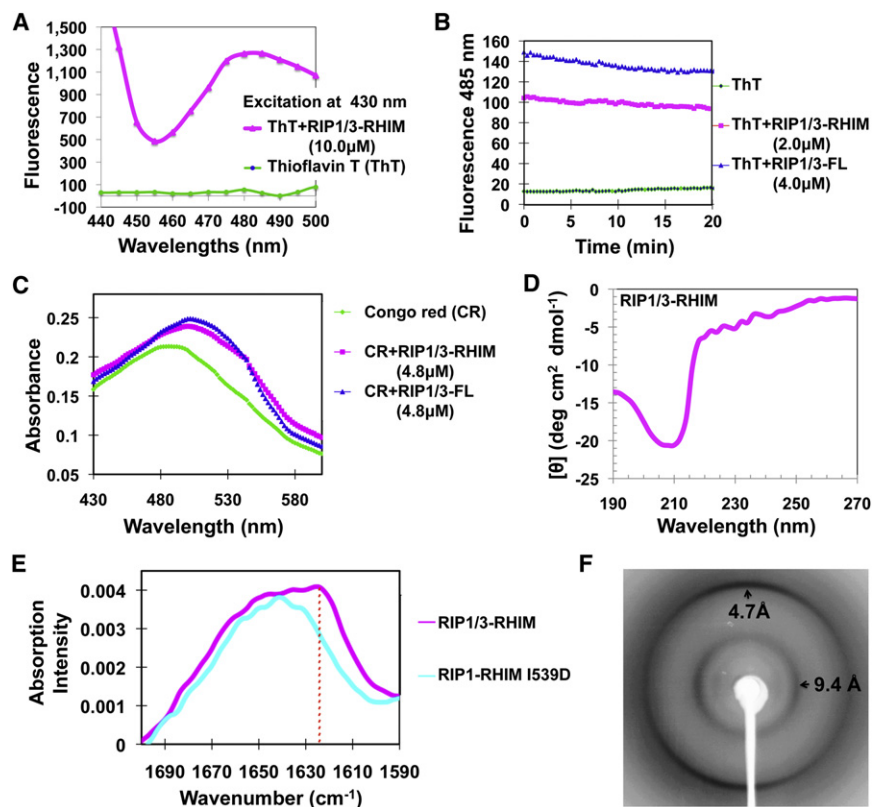 A
Fluorescence
1,500
1,300
1,100
900
700
500
300
100
-100
440 450 460 470 480 490 500
Wavelengths (nm)
Excitation at 430 nm
ThT+RIP1/3-RHIM
(10.0µM)
Thioflavin T (ThT)
B
Fluorescence 485 nm
160
140
120
100
80
60
40
20
0
0 5 10 15 20
Time (min)
ThT
ThT+RIP1/3-RHIM
(2.0µM)
ThT+RIP1/3-FL
(4.0µM)
C
Absorbance
0.25
0.2
0.15
0.1
0.05
430 480 530 580
Wavelength (nm)
Congo red (CR)
CR+RIP1/3-RHIM
(4.8µM)
CR+RIP1/3-FL
(4.8µM)
D
RIP1/3-RHIM
[θ] (deg cm² dmol⁻¹)
0
-5
-10
-15
-20
-25
190 210 230 250 270
Wavelength (nm)
E
Absorption
Intensity
0.004
0.003
0.002
0.001
0
1690 1670 1650 1630 1610 1590
Wavenumber (cm⁻¹)
RIP1/3-RHIM
RIP1-RHIM I539D
F
4.7Å
9.4 Å